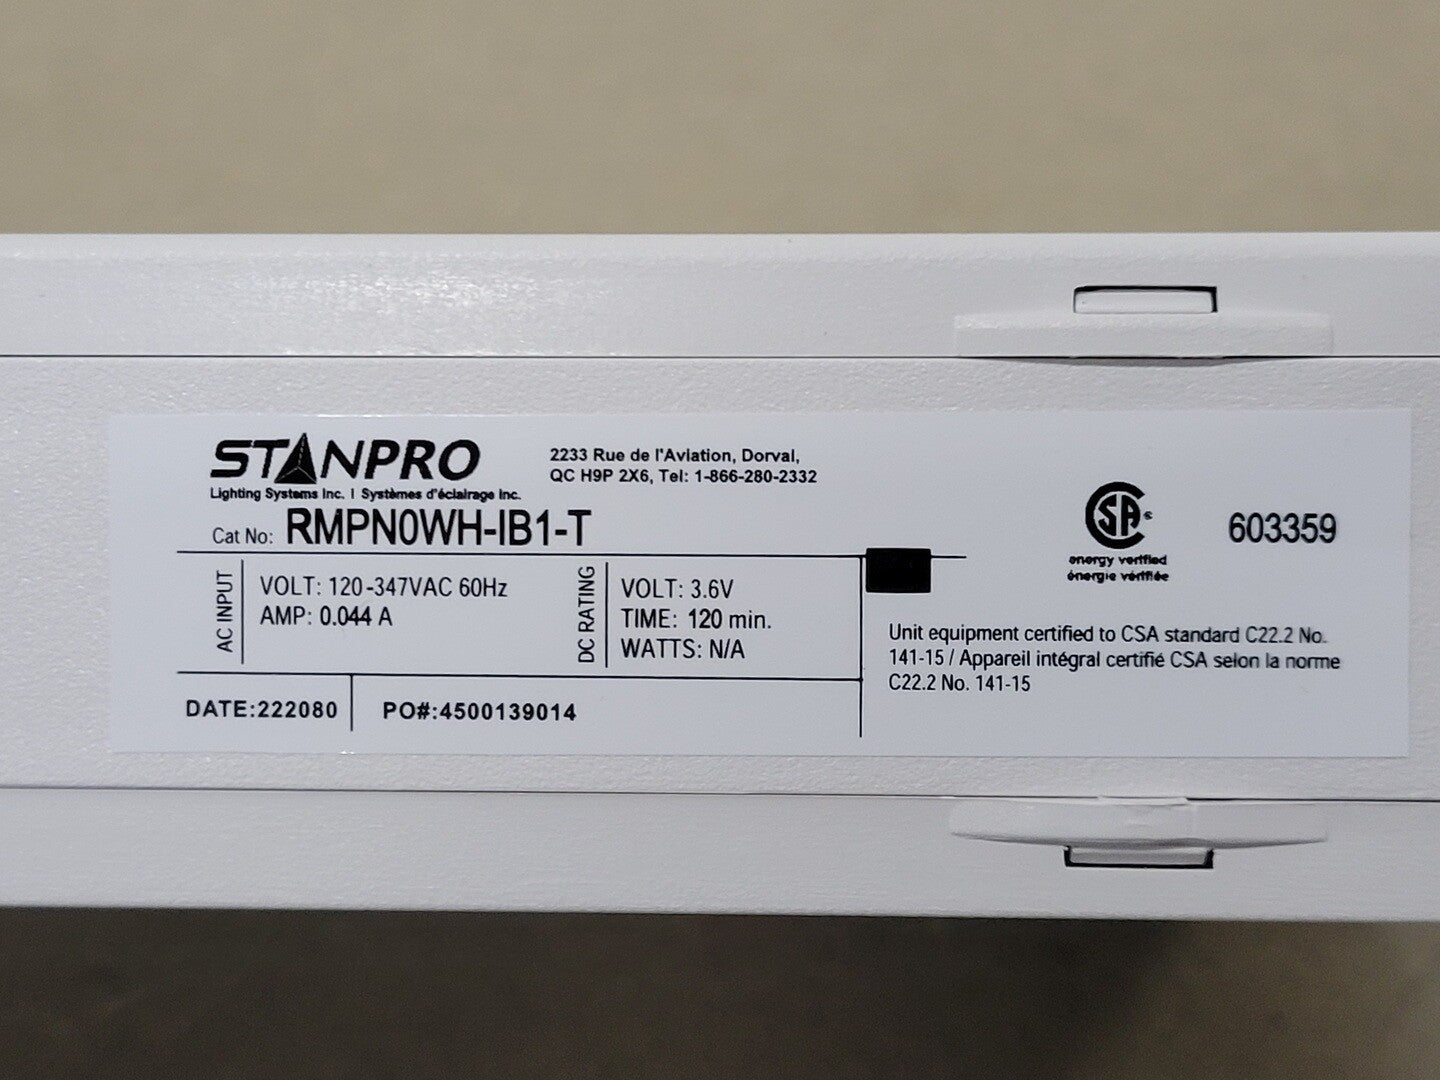 STANPRO
Lighting Systems Inc. | Systèmes d'éclairage Inc.
2233 Rue de l'Aviation, Dorval,
QC H9P 2X6, Tel: 1-866-280-2332
Cat No: RMPN0WH-IB1-T
AC INPUT
VOLT: 120-347VAC 60Hz
AMP: 0.044 A
DC RATING
VOLT: 3.6V
TIME: 120 min.
WATTS: N/A
DATE:222080
PO#:4500139014
CSA
energy verified
énergie vérifiée
603359
Unit equipment certified to CSA standard C22.2 No.
141-15 / Appareil intégral certifié CSA selon la norme
C22.2 No. 141-15